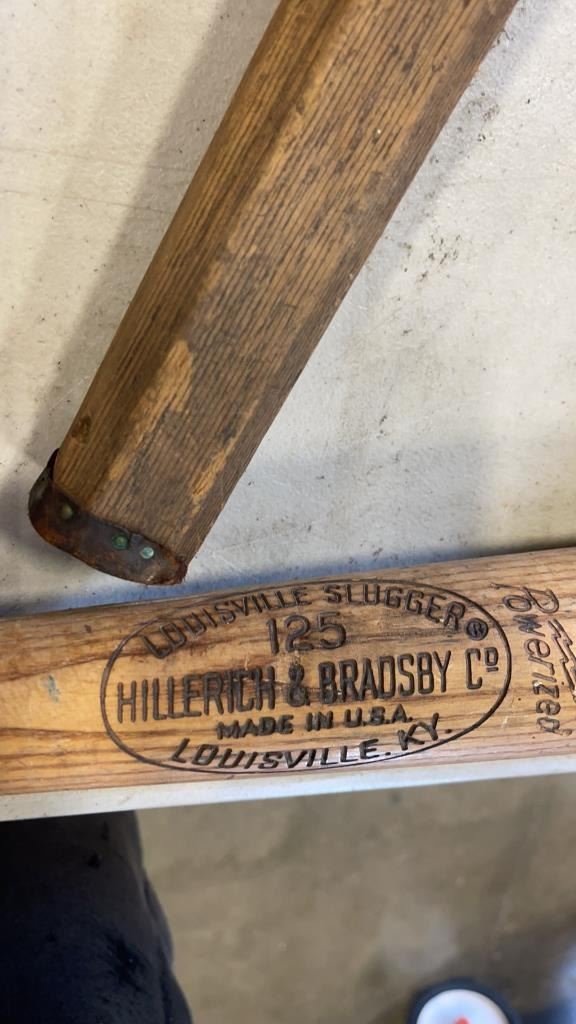 LOUISVILLE SLUGGER®
125
HILLERICH & BRADSBY Cº
MADE IN U.S.A.
LOUISVILLE. KY.
Powerized